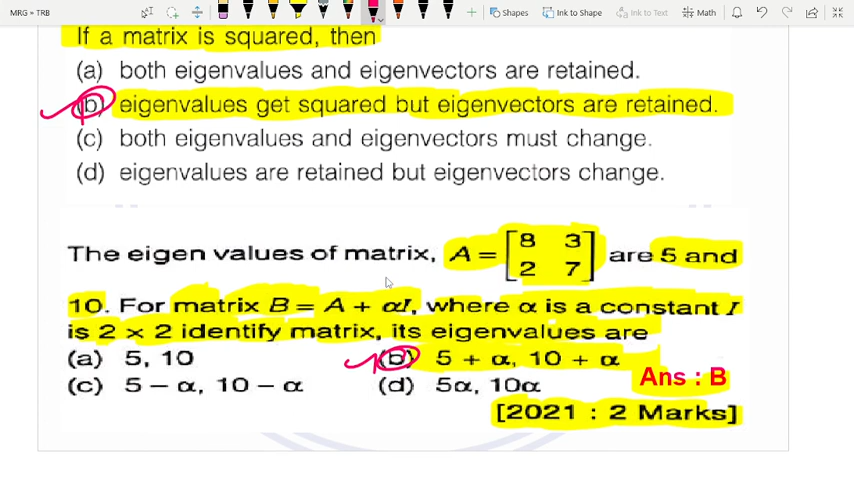 MRG = TRB
Shapes
Ink to Shape
Ink to Text
Math
If a matrix is squared, then
(a) both eigenvalues and eigenvectors are retained.
(b) eigenvalues get squared but eigenvectors are retained.
(c) both eigenvalues and eigenvectors must change.
(d) eigenvalues are retained but eigenvectors change.
The eigen values of matrix, A = [8 3
2 7] are 5 and
10. For matrix B = A + αI, where α is a constant I
is 2 × 2 identify matrix, its eigenvalues are
(a) 5, 10 (b) 5 + α, 10 + α
(c) 5 − α, 10 − α (d) 5α, 10α
Ans : B
[2021 : 2 Marks]